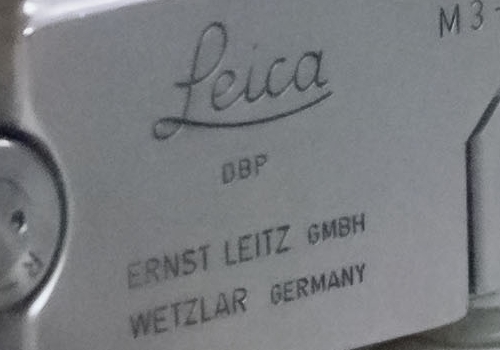 M3
Leica
DBP
ERNST LEITZ GMBH
WETZLAR GERMANY